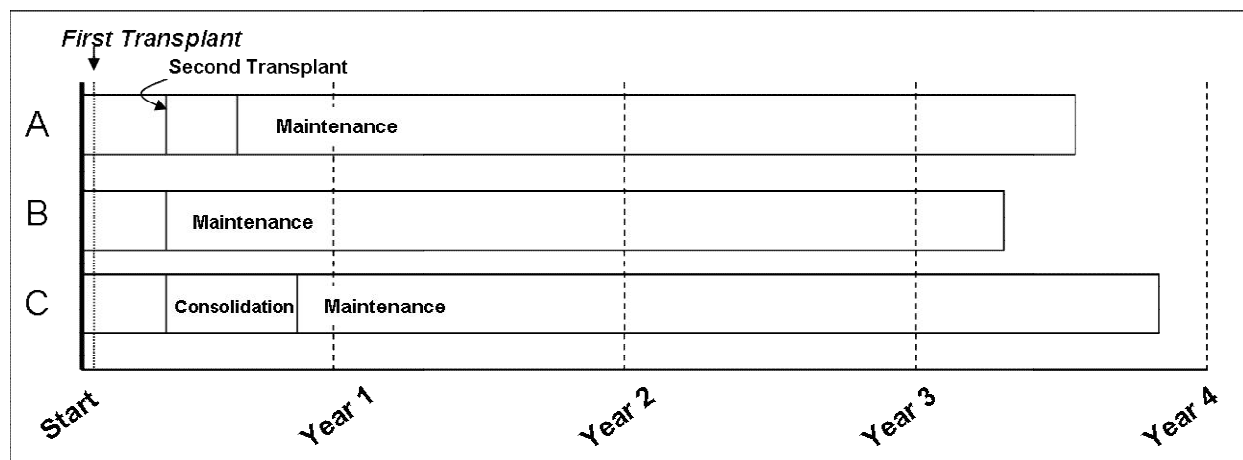 First Transplant
Second Transplant
A
Maintenance
B
Maintenance
C
Consolidation
Maintenance
Start
Year 1
Year 2
Year 3
Year 4